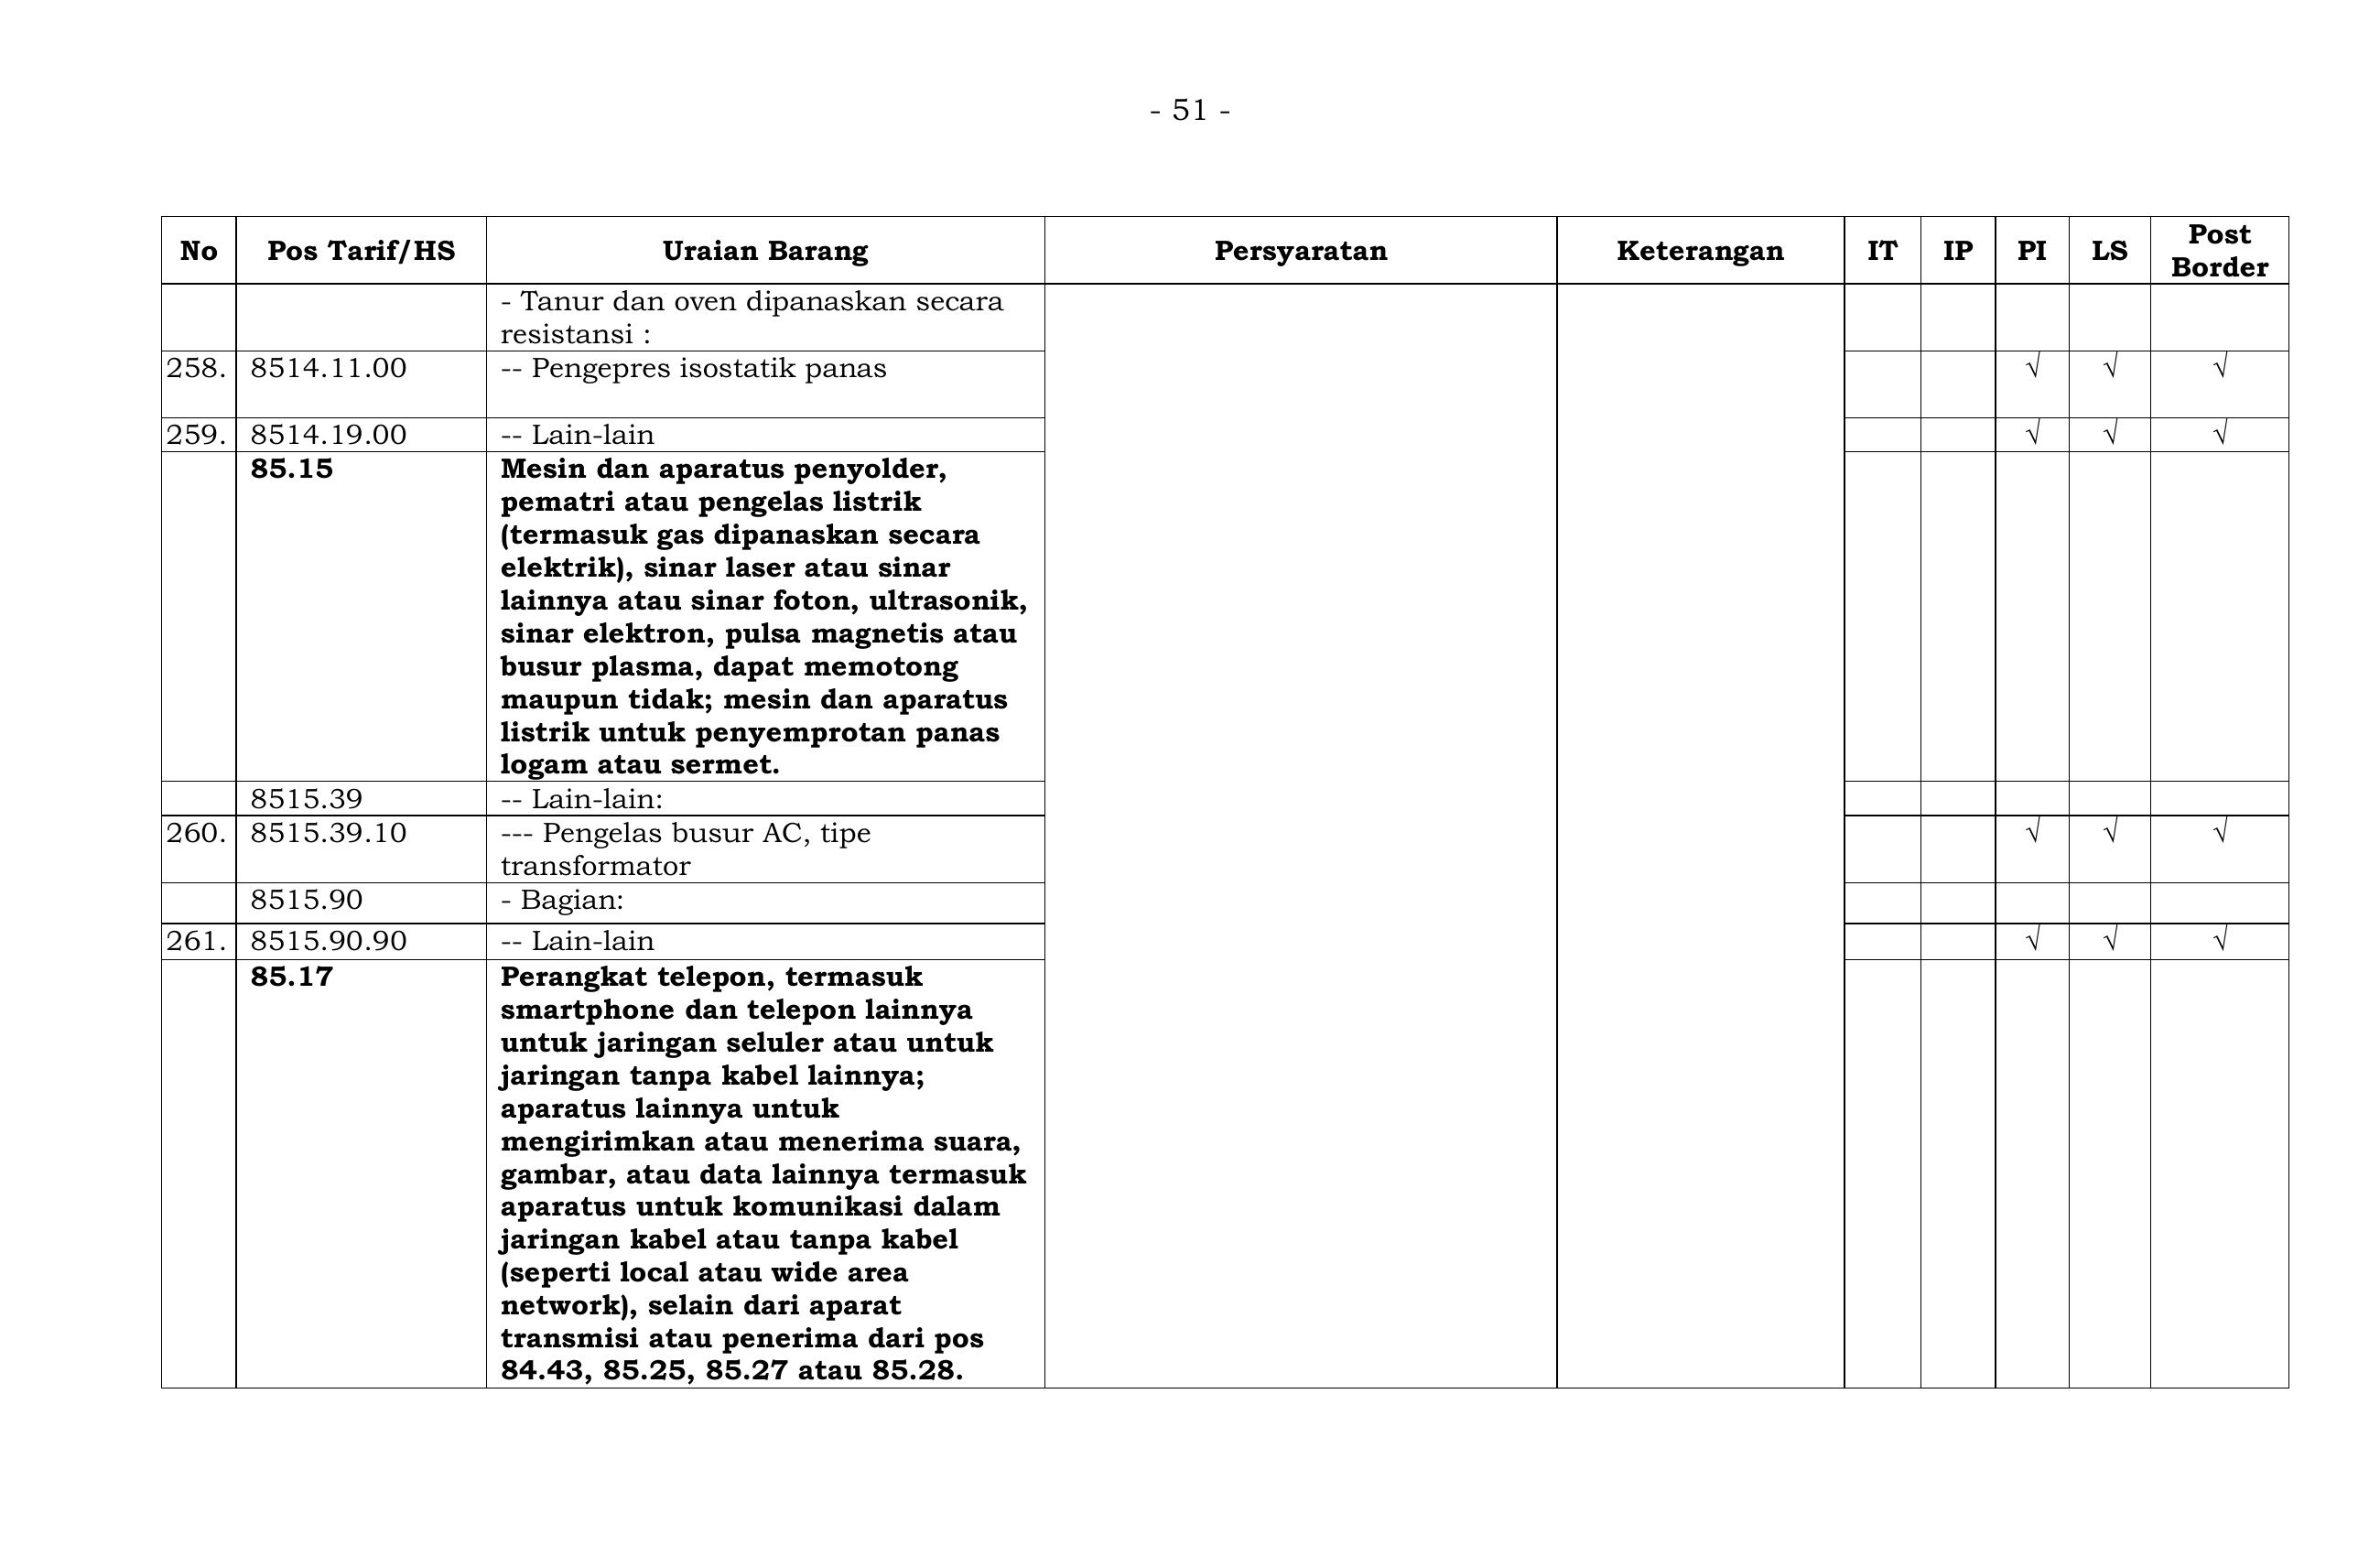 - 51 -
No Pos Tarif/HS Uraian Barang Persyaratan Keterangan IT IP PI LS Post Border
- Tanur dan oven dipanaskan secara
resistansi :
258. 8514.11.00 -- Pengepres isostatik panas √ √ √
259. 8514.19.00 -- Lain-lain √ √ √
85.15 Mesin dan aparatus penyolder,
pematri atau pengelas listrik
(termasuk gas dipanaskan secara
elektrik), sinar laser atau sinar
lainnya atau sinar foton, ultrasonik,
sinar elektron, pulsa magnetis atau
busur plasma, dapat memotong
maupun tidak; mesin dan aparatus
listrik untuk penyemprotan panas
logam atau sermet.
8515.39 -- Lain-lain:
260. 8515.39.10 --- Pengelas busur AC, tipe √ √ √
transformator
8515.90 - Bagian:
261. 8515.90.90 -- Lain-lain √ √ √
85.17 Perangkat telepon, termasuk
smartphone dan telepon lainnya
untuk jaringan seluler atau untuk
jaringan tanpa kabel lainnya;
aparatus lainnya untuk
mengirimkan atau menerima suara,
gambar, atau data lainnya termasuk
aparatus untuk komunikasi dalam
jaringan kabel atau tanpa kabel
(seperti local atau wide area
network), selain dari aparat
transmisi atau penerima dari pos
84.43, 85.25, 85.27 atau 85.28.